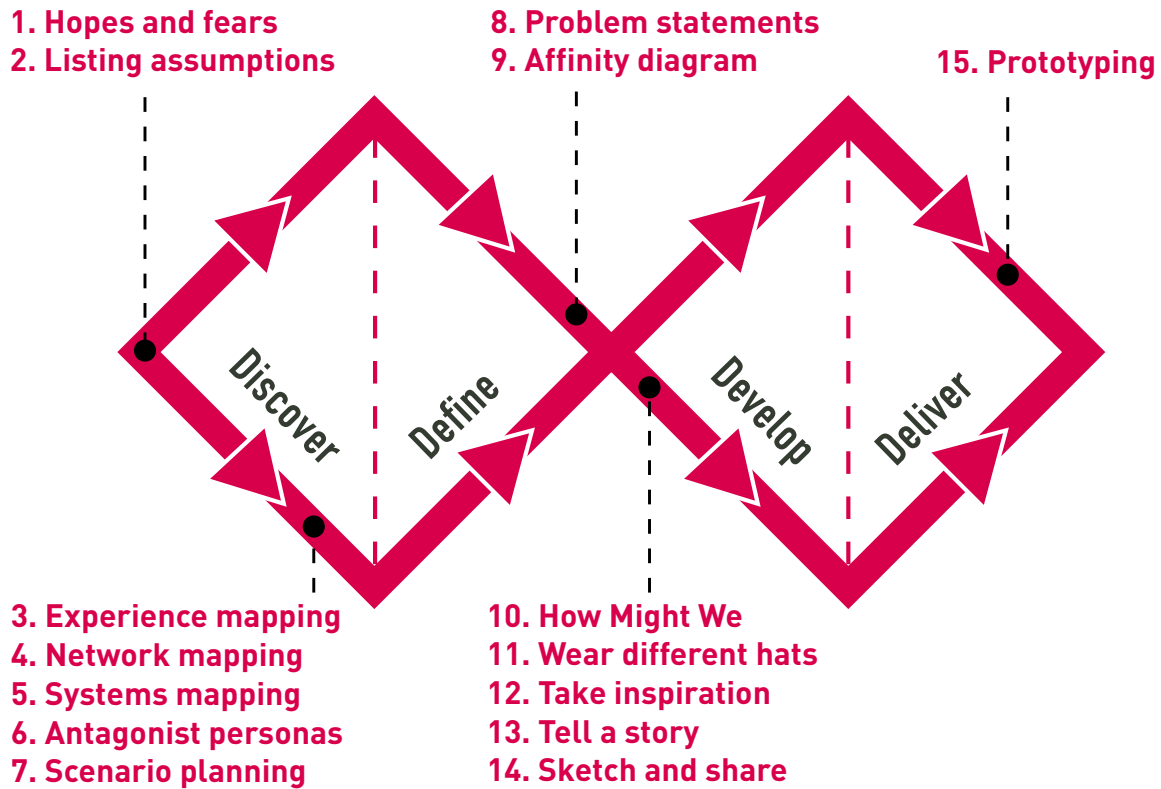 1. Hopes and fears
2. Listing assumptions
8. Problem statements
9. Affinity diagram
15. Prototyping
Discover
Define
Develop
Deliver
3. Experience mapping
4. Network mapping
5. Systems mapping
6. Antagonist personas
7. Scenario planning
10. How Might We
11. Wear different hats
12. Take inspiration
13. Tell a story
14. Sketch and share